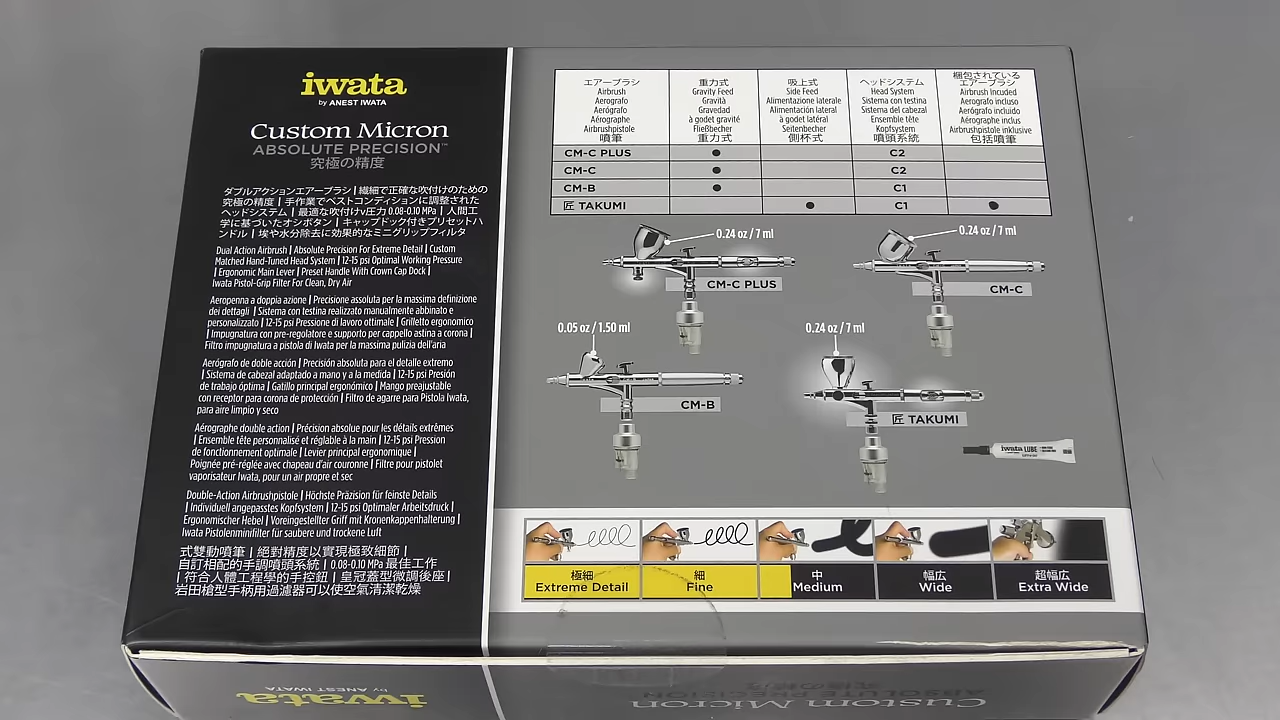 iwata
by ANEST IWATA
Custom Micron
ABSOLUTE PRECISION™
究極の精度
ダブルアクションエアーブラシ | 繊細で正確な吹付けのための
究極の精度 | 手作業でベストコンディションに調整された
ヘッドシステム | 最適な吹付け圧力 0.08-0.10 MPa | 人間工
学に基づいたオシボタン | キャップドック付きプリセットハ
ンドル | 埃や水分除去に効果的なミニグリップフィルタ
Dual Action Airbrush | Absolute Precision For Extreme Detail | Custom
Matched Hand-Tuned Head System | 12-15 psi Optimal Working Pressure
| Ergonomic Main Lever | Preset Handle With Crown Cap Dock |
Iwata Pistol-Grip Filter For Clean, Dry Air
Aeropenna a doppia azione | Precisione assoluta per la massima definizione
dei dettagli | Sistema con testina realizzato manualmente abbinato e
personalizzato | 12-15 psi Pressione di lavoro ottimale | Grilletto ergonomico
| Impugnatura con pre-regolatore e supporto per cappello astina a corona |
Filtro impugnatura a pistola di Iwata per la massima pulizia dell'aria
Aerógrafo de doble acción | Precisión absoluta para el detalle extremo
| Sistema de cabezal adaptado a mano y a la medida | 12-15 psi Presión
de trabajo óptima | Gatillo principal ergonómico | Mango preajustable
con receptor para corona de protección | Filtro de agarre para Pistola Iwata,
para aire limpio y seco
Aérographe double action | Précision absolue pour les détails extrêmes
| Ensemble tête personnalisé et réglable à la main | 12-15 psi Pression
de fonctionnement optimale | Levier principal ergonomique |
Poignée pré-réglée avec chapeau d'air couronne | Filtre pour pistolet
vaporisateur Iwata, pour un air propre et sec
Double-Action Airbrushpistole | Höchste Präzision für feinste Details
| Individuell angepasstes Kopfsystem | 12-15 psi Optimaler Arbeitsdruck |
Ergonomischer Hebel | Voreingestellter Griff mit Kronenkappenhalterung |
Iwata Pistolenminifilter für saubere und trockene Luft
式雙動噴筆 | 絕對精度以實現極致細節 |
自訂相配的手調噴頭系統 | 0.08-0.10 MPa 最佳工作
| 符合人體工程學的手控鈕 | 皇冠蓋型微調後座 |
岩田槍型手柄用過濾器可以使空氣清潔乾燥
エアーブラシ
Airbrush
Aerografo
Aerógrafo
Aérographe
Airbrushpistole
噴筆
重力式
Gravity Feed
Gravità
Gravedad
à godet gravité
Fließbecher
重力式
吸上式
Side Feed
Alimentazione laterale
Alimentación lateral
à godet latéral
Seitenbecher
側杯式
ヘッドシステム
Head System
Sistema con testina
Sistema del cabezal
Ensemble tête
Kopfsystem
噴頭系統
梱包されている
エアーブラシ
Airbrush included
Aerografo incluso
Aerógrafo incluido
Aérographe inclus
Airbrushpistole inklusive
包括噴筆
CM-C PLUS ● C2
CM-C ● C2
CM-B ● C1
匠 TAKUMI ● C1 ●
0.24 oz / 7 ml
CM-C PLUS
0.24 oz / 7 ml
CM-C
0.05 oz / 1.50 ml
CM-B
0.24 oz / 7 ml
匠 TAKUMI
iwata LUBE
極細
Extreme Detail
細
Fine
中
Medium
幅広
Wide
超幅広
Extra Wide
iwata
by ANEST IWATA
Custom Micron
ABSOLUTE PRECISION
究極の精度